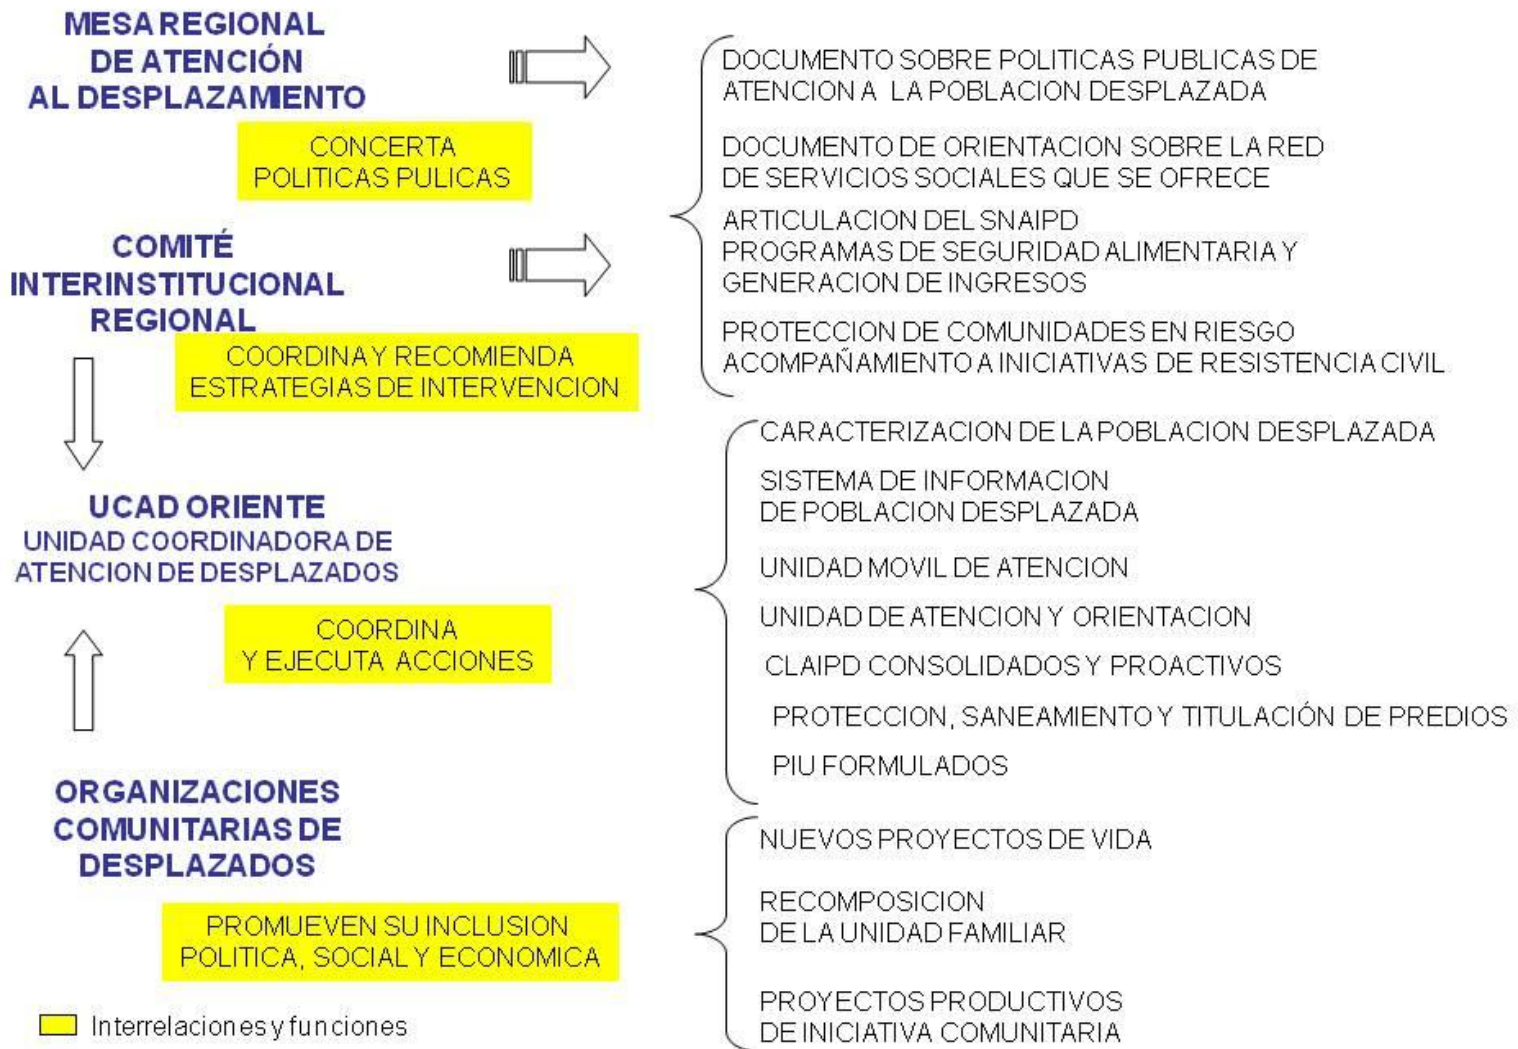 MESA REGIONAL
DE ATENCIÓN
AL DESPLAZAMIENTO
CONCERTA
POLITICAS PULICAS
COMITÉ
INTERINSTITUCIONAL
REGIONAL
COORDINA Y RECOMIENDA
ESTRATEGIAS DE INTERVENCION
UCAD ORIENTE
UNIDAD COORDINADORA DE
ATENCION DE DESPLAZADOS
COORDINA
Y EJECUTA ACCIONES
ORGANIZACIONES
COMUNITARIAS DE
DESPLAZADOS
PROMUEVEN SU INCLUSION
POLITICA, SOCIAL Y ECONOMICA
Interrelaciones y funciones
DOCUMENTO SOBRE POLITICAS PUBLICAS DE
ATENCION A LA POBLACION DESPLAZADA
DOCUMENTO DE ORIENTACION SOBRE LA RED
DE SERVICIOS SOCIALES QUE SE OFRECE
ARTICULACION DEL SNAIPD
PROGRAMAS DE SEGURIDAD ALIMENTARIA Y
GENERACION DE INGRESOS
PROTECCION DE COMUNIDADES EN RIESGO
ACOMPAÑAMIENTO A INICIATIVAS DE RESISTENCIA CIVIL
CARACTERIZACION DE LA POBLACION DESPLAZADA
SISTEMA DE INFORMACION
DE POBLACION DESPLAZADA
UNIDAD MOVIL DE ATENCION
UNIDAD DE ATENCION Y ORIENTACION
CLAIPD CONSOLIDADOS Y PROACTIVOS
PROTECCION, SANEAMIENTO Y TITULACIÓN DE PREDIOS
PIU FORMULADOS
NUEVOS PROYECTOS DE VIDA
RECOMPOSICION
DE LA UNIDAD FAMILIAR
PROYECTOS PRODUCTIVOS
DE INICIATIVA COMUNITARIA